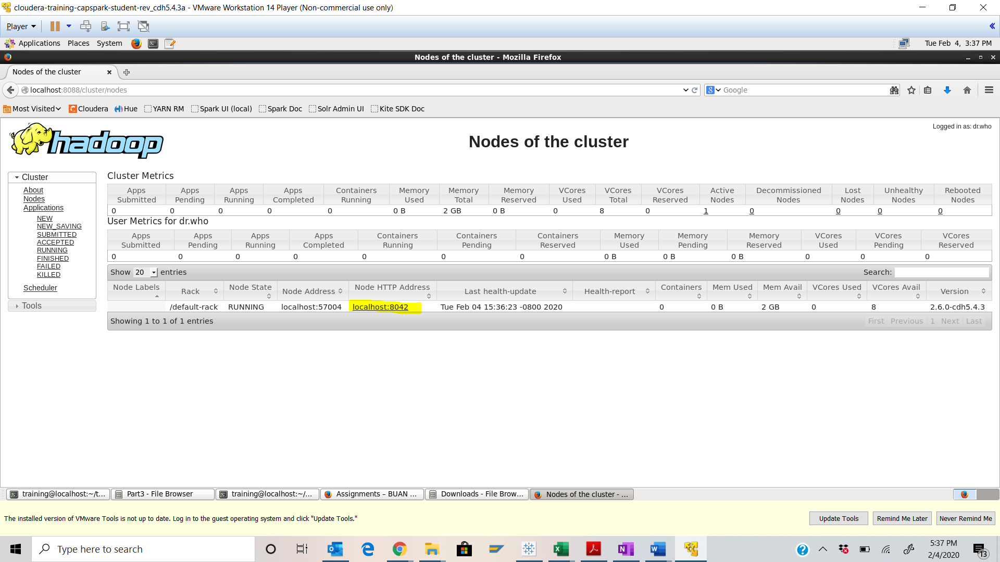 cloudera-training-capspark-student-rev_cdh5.4.3a - VMware Workstation 14 Player (Non-commercial use only)
Player
Applications Places System Tue Feb 4, 3:37 PM
Nodes of the cluster - Mozilla Firefox
Nodes of the cluster
localhost:8088/cluster/nodes Google
Most Visited Cloudera Hue YARN RM Spark UI (local) Spark Doc Solr Admin UI Kite SDK Doc
Logged in as: dr.who
hadoop
Nodes of the cluster
Cluster
About
Nodes
Applications
NEW
NEW_SAVING
SUBMITTED
ACCEPTED
RUNNING
FINISHED
FAILED
KILLED
Scheduler
Tools
Cluster Metrics
Apps Submitted Apps Pending Apps Running Apps Completed Containers Running Memory Used Memory Total Memory Reserved VCores Used VCores Total VCores Reserved Active Nodes Decommissioned Nodes Lost Nodes Unhealthy Nodes Rebooted Nodes
0 0 0 0 0 0 B 2 GB 0 B 0 8 0 1 0 0 0 0
User Metrics for dr.who
Apps Submitted Apps Pending Apps Running Apps Completed Containers Running Containers Pending Containers Reserved Memory Used Memory Pending Memory Reserved VCores Used VCores Pending VCores Reserved
0 0 0 0 0 0 0 0 B 0 B 0 B 0 0 0
Show 20 entries Search:
Node Labels Rack Node State Node Address Node HTTP Address Last health-update Health-report Containers Mem Used Mem Avail VCores Used VCores Avail Version
/default-rack RUNNING localhost:57004 localhost:8042 Tue Feb 04 15:36:23 -0800 2020 0 0 B 2 GB 0 8 2.6.0-cdh5.4.3
Showing 1 to 1 of 1 entries First Previous 1 Next Last
training@localhost:~/t... Part3 - File Browser training@localhost:~/... Assignments – BUAN ... Downloads - File Brow... Nodes of the cluster - ...
The installed version of VMware Tools is not up to date. Log in to the guest operating system and click "Update Tools." Update Tools Remind Me Later Never Remind Me
Type here to search
5:37 PM
2/4/2020
13